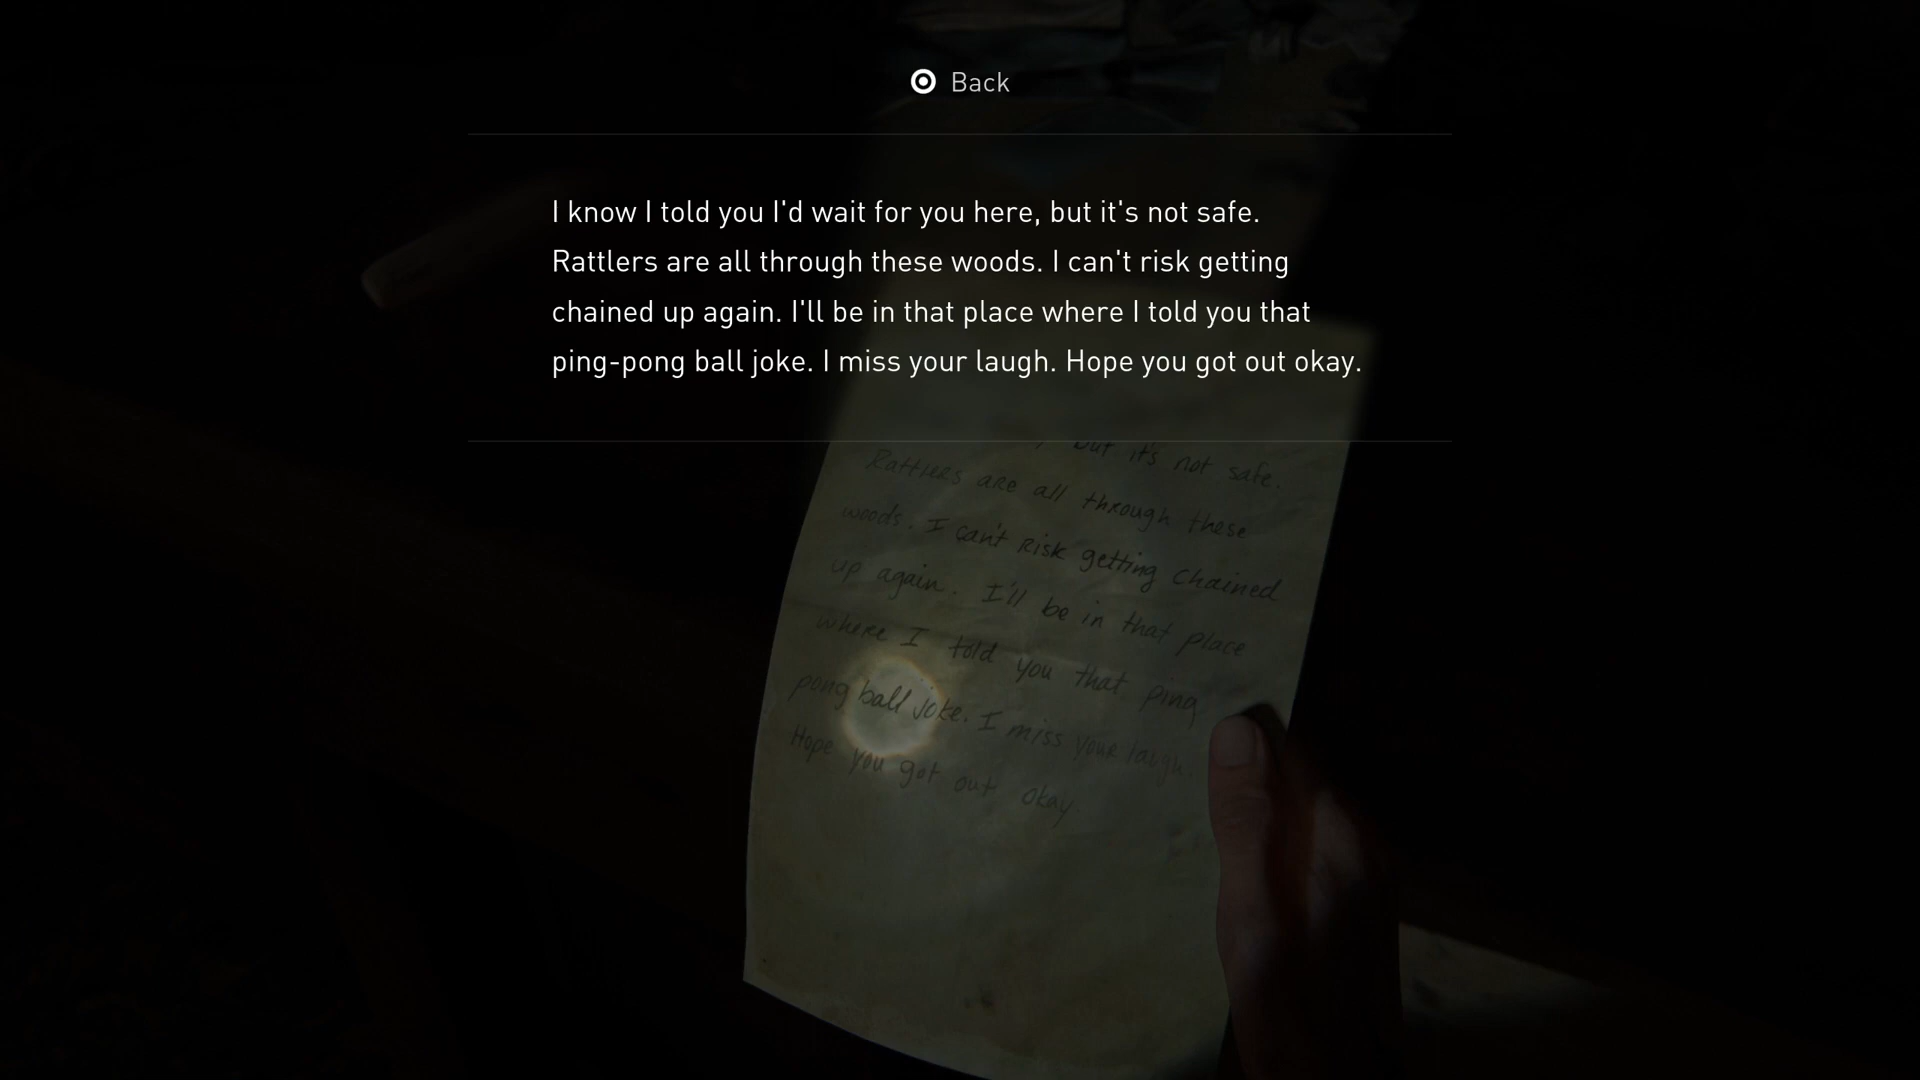 Back
I know I told you I'd wait for you here, but it's not safe.
Rattlers are all through these woods. I can't risk getting
chained up again. I'll be in that place where I told you that
ping-pong ball joke. I miss your laugh. Hope you got out okay.
but it's not safe.
Rattlers are all through these
woods. I can't risk getting chained
up again. I'll be in that place
where I told you that ping
pong ball joke. I miss your laugh.
Hope you got out okay.